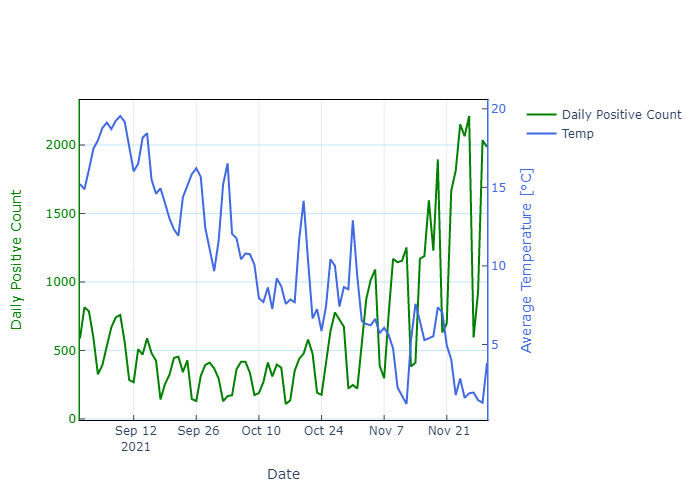 Daily Positive Count
Temp
2000
1500
1000
500
0
20
15
10
5
Daily Positive Count
Average Temperature [°C]
Sep 12
2021
Sep 26
Oct 10
Oct 24
Nov 7
Nov 21
Date